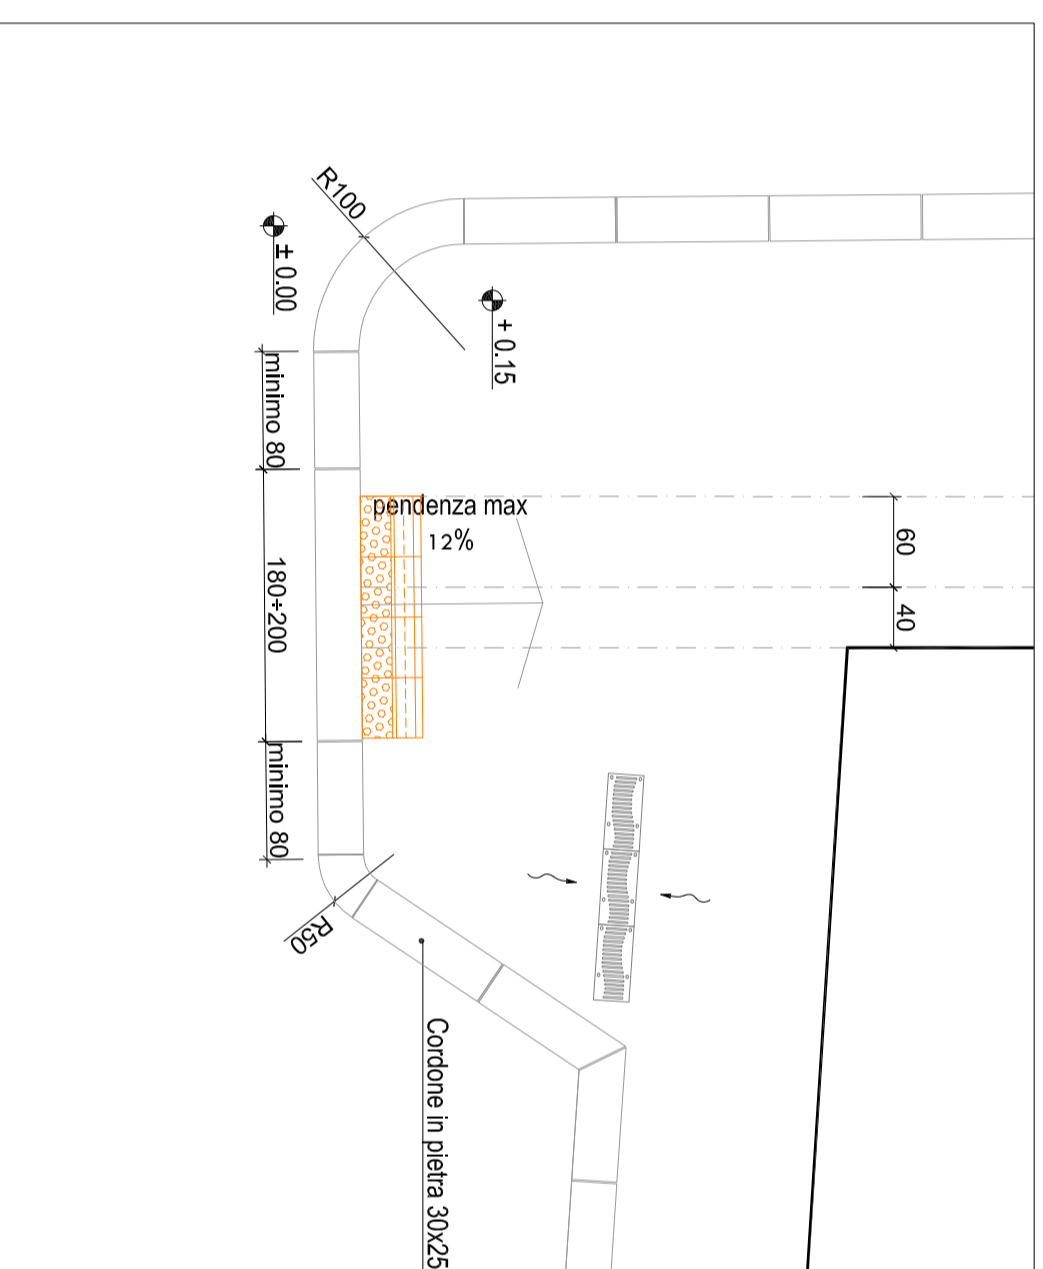 R100
± 0.00
+ 0.15
minimo 80
pendenza max
12%
60
40
180÷200
minimo 80
R50
Cordone in pietra 30x25